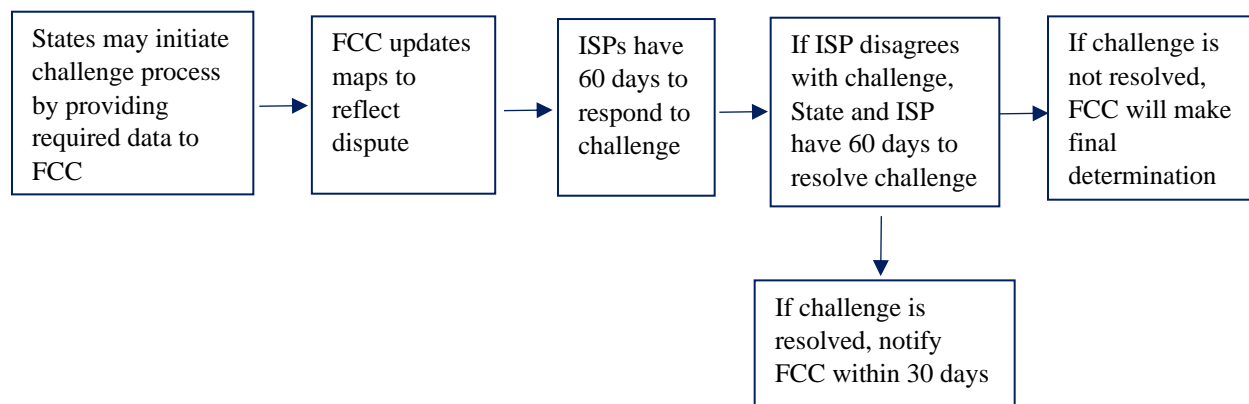 States may initiate
challenge process
by providing
required data to
FCC
FCC updates
maps to
reflect
dispute
ISPs have
60 days to
respond to
challenge
If ISP disagrees
with challenge,
State and ISP
have 60 days to
resolve challenge
If challenge is
not resolved,
FCC will make
final
determination
If challenge is
resolved, notify
FCC within 30 days